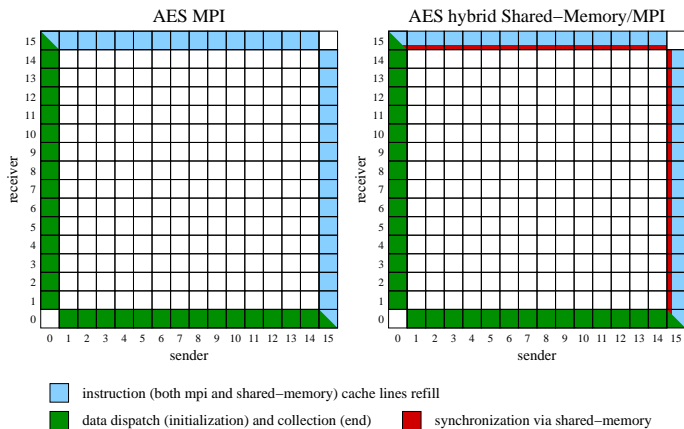 AES MPI
AES hybrid Shared−Memory/MPI
15
14
13
12
11
10
9
8
7
6
5
4
3
2
1
0
receiver
0 1 2 3 4 5 6 7 8 9 10 11 12 13 14 15
sender
15
14
13
12
11
10
9
8
7
6
5
4
3
2
1
0
receiver
0 1 2 3 4 5 6 7 8 9 10 11 12 13 14 15
sender
instruction (both mpi and shared−memory) cache lines refill
data dispatch (initialization) and collection (end)
synchronization via shared−memory